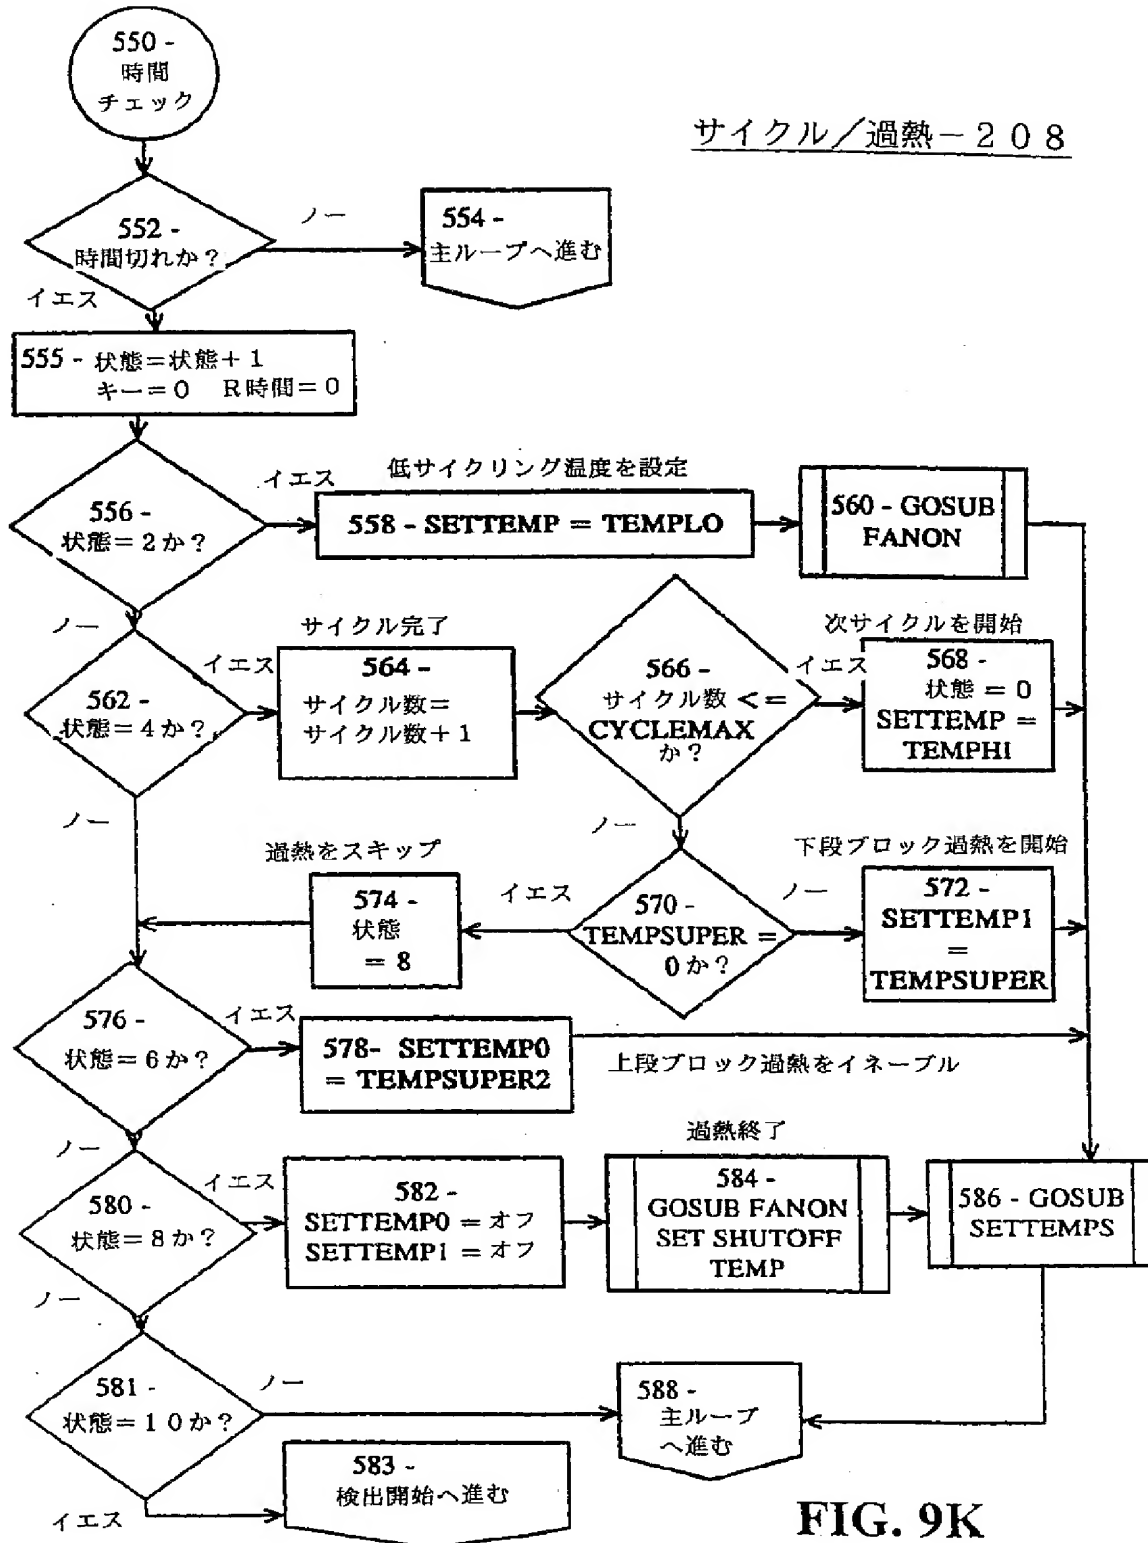 550 -
時間
チェック
サイクル／過熱－２０８
552 -
時間切れか？
ノー
イエス
554 -
主ループへ進む
555 - 状態＝状態＋１
キー＝０　Ｒ時間＝０
556 -
状態＝２か？
イエス
ノー
低サイクリング温度を設定
558 - SETTEMP = TEMPLO
560 - GOSUB
FANON
562 -
状態＝４か？
イエス
ノー
サイクル完了
564 -
サイクル数＝
サイクル数＋１
566 -
サイクル数 <=
CYCLEMAX
か？
イエス
ノー
次サイクルを開始
568 -
状態 = ０
SETTEMP =
TEMPHI
570 -
TEMPSUPER =
０か？
イエス
ノー
下段ブロック過熱を開始
572 -
SETTEMP1
=
TEMPSUPER
過熱をスキップ
574 -
状態
= 8
576 -
状態＝６か？
イエス
ノー
578- SETTEMP0
= TEMPSUPER2
上段ブロック過熱をイネーブル
580 -
状態＝８か？
イエス
ノー
582 -
SETTEMP0 = オフ
SETTEMP1 = オフ
過熱終了
584 -
GOSUB FANON
SET SHUTOFF
TEMP
586 - GOSUB
SETTEMPS
581 -
状態＝１０か？
ノー
イエス
588 -
主ループ
へ進む
583 -
検出開始へ進む
FIG. 9K